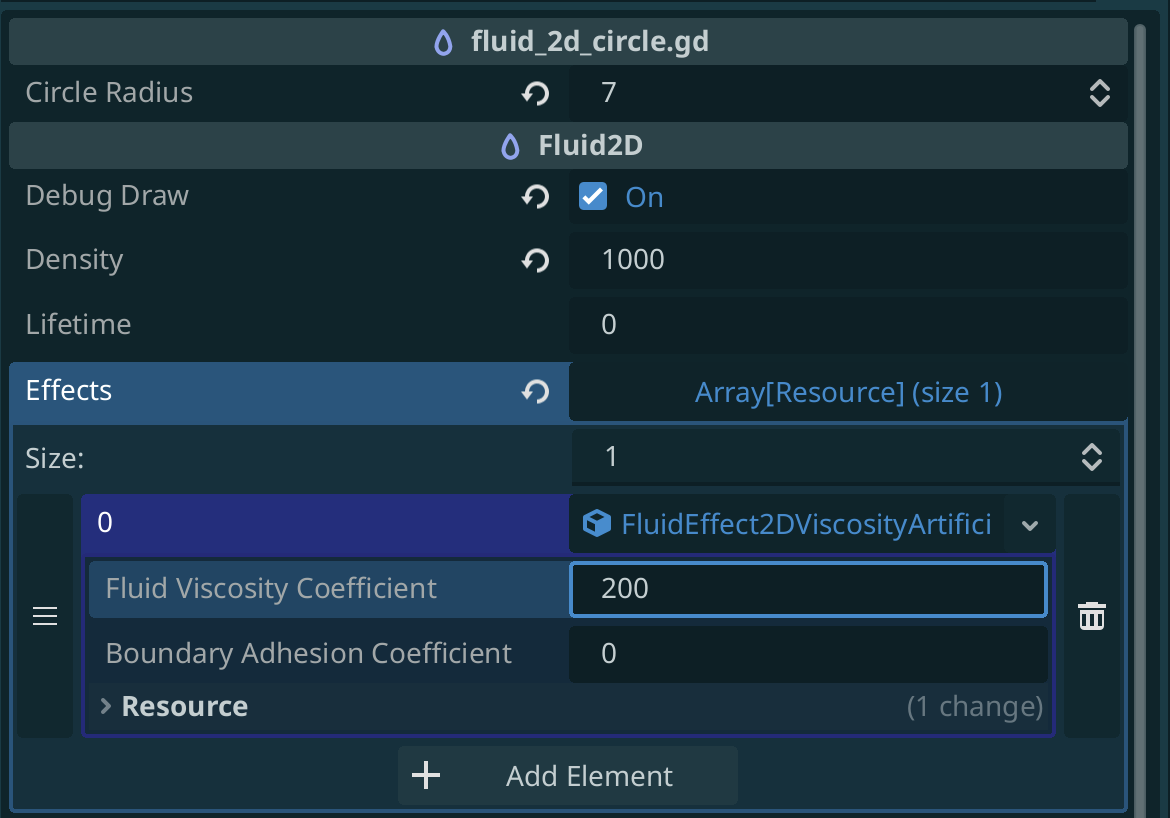 fluid_2d_circle.gd
Circle Radius 7
Fluid2D
Debug Draw On
Density 1000
Lifetime 0
Effects Array[Resource] (size 1)
Size: 1
0 FluidEffect2DViscosityArtifici
Fluid Viscosity Coefficient 200
Boundary Adhesion Coefficient 0
Resource (1 change)
Add Element